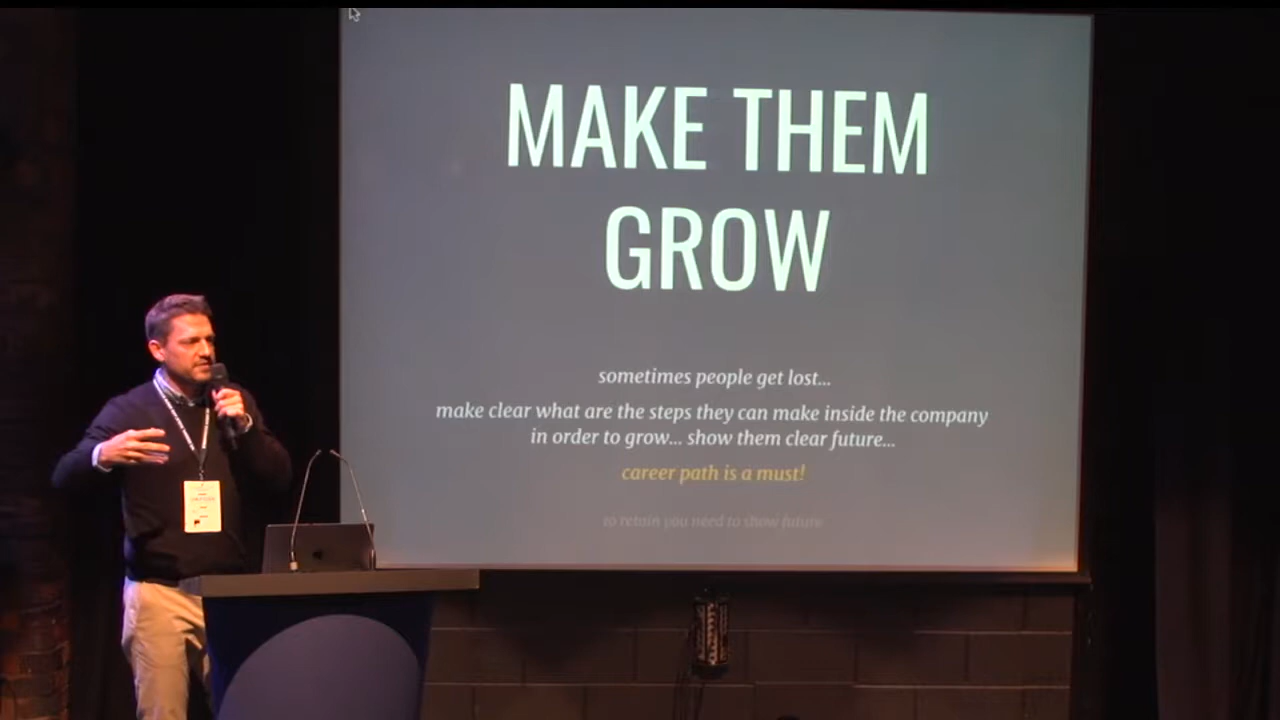 MAKE THEM
GROW
sometimes people get lost...
make clear what are the steps they can make inside the company
in order to grow... show them clear future...
career path is a must!
to retain you need to show future